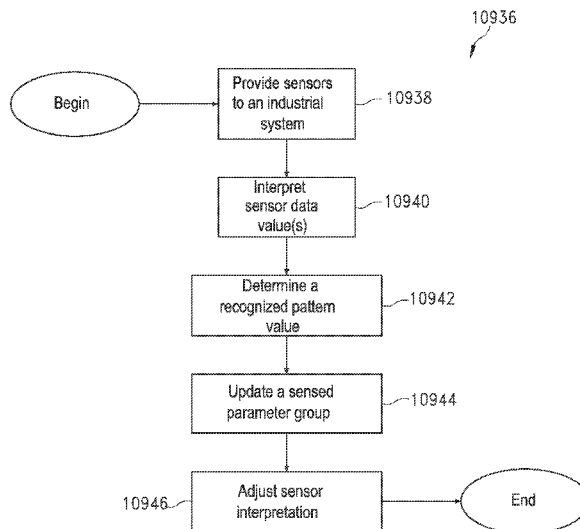 10936
Begin
Provide sensors
to an industrial
system
10938
Interpret
sensor data
value(s)
10940
Determine a
recognized pattern
value
10942
Update a sensed
parameter group
10944
10946
Adjust sensor
interpretation
End